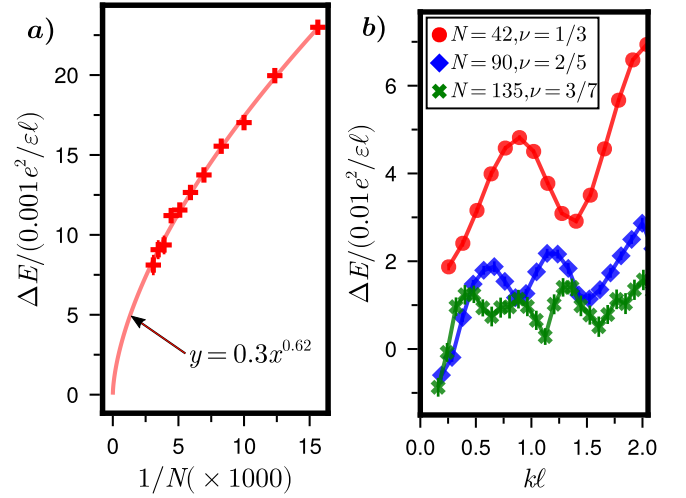 a)
ΔE/(0.001e²/εℓ)
20
15
10
5
0
y = 0.3x^0.62
0 5 10 15
1/N( × 1000)
b)
N = 42, ν = 1/3
N = 90, ν = 2/5
N = 135, ν = 3/7
ΔE/(0.01e²/εℓ)
6
4
2
0
0.0 0.5 1.0 1.5 2.0
kℓ